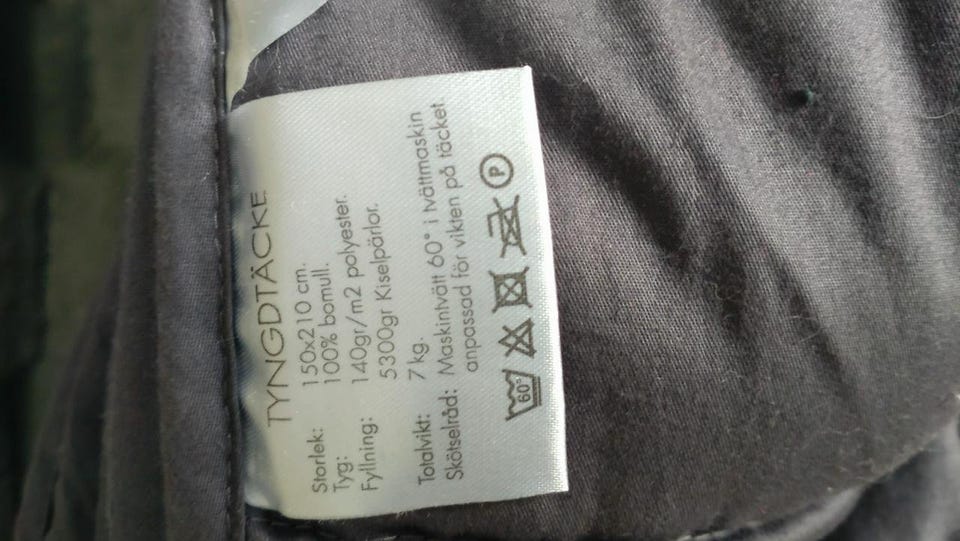 TYNGDTÄCKE
Storlek: 150x210 cm.
Tyg: 100% bomull.
Fyllning: 140gr/m2 polyester.
5300gr Kiselpärlor.
Totalvikt: 7 kg.
Skötselråd: Maskintvätt 60° i tvättmaskin
anpassad för vikten på täcket
60° P